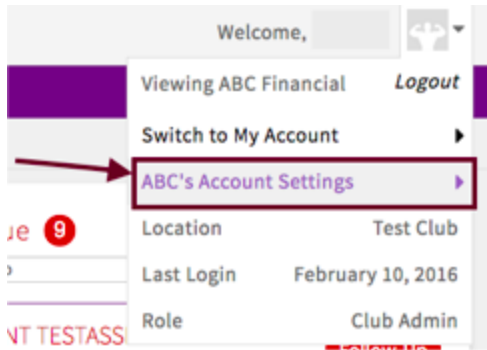 Welcome,
Viewing ABC Financial Logout
Switch to My Account
ABC's Account Settings
ue 9
Location Test Club
Last Login February 10, 2016
NT TESTASS
Role Club Admin